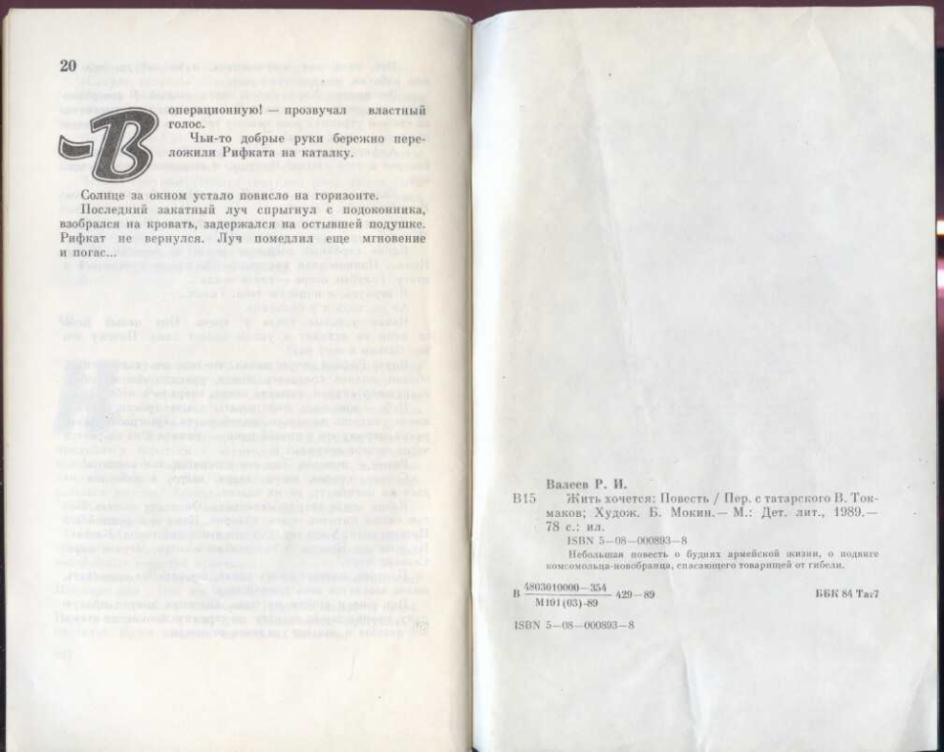 20
-В операционную! — прозвучал властный
голос.
Чьи-то добрые руки бережно пере-
ложили Рифката на каталку.
Солнце за окном устало повисло на горизонте.
Последний закатный луч спрыгнул с подоконника,
взобрался на кровать, задержался на остывшей подушке.
Рифкат не вернулся. Луч помедлил еще мгновение
и погас...
Валеев Р. И.
В15 Жить хочется: Повесть / Пер. с татарского В. Ток-
маков; Худож. Б. Мокин.— М.: Дет. лит., 1989.—
78 с.: ил.
ISBN 5—08—000893—8
Небольшая повесть о буднях армейской жизни, о подвиге
комсомольца-новобранца, спасающего товарищей от гибели.
В 4803010000—354
М101(03)-89 429—89 ББК 84 Таг7
ISBN 5—08—000893—8